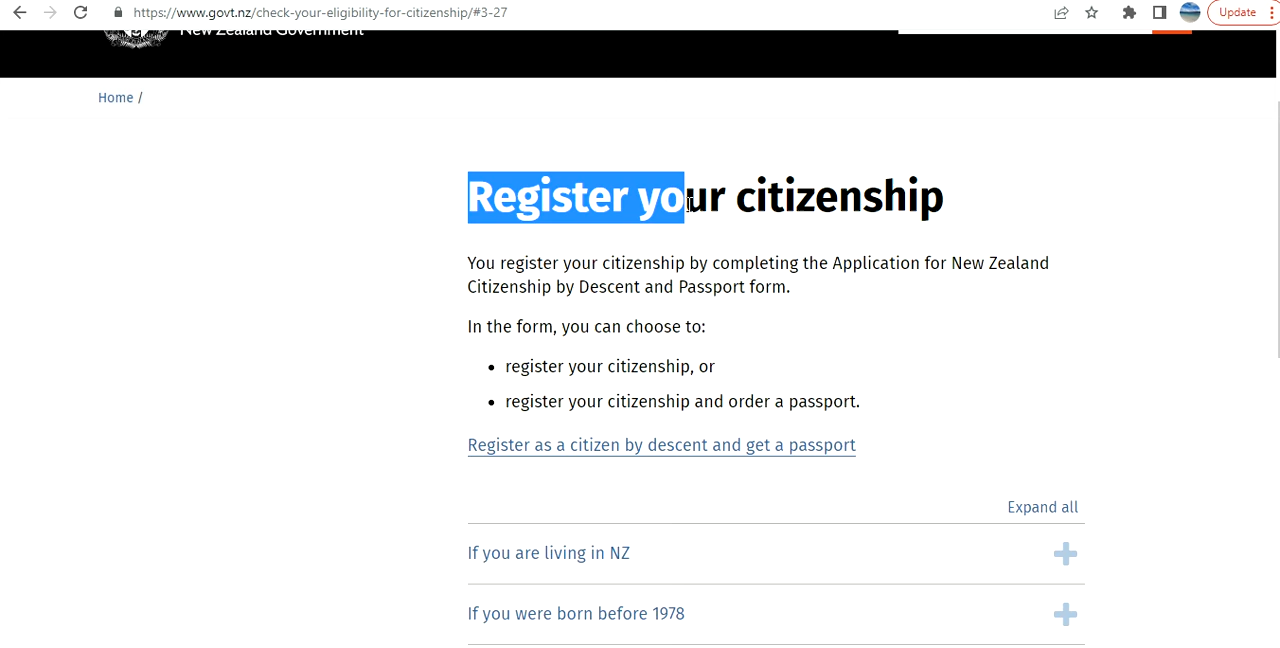 https://www.govt.nz/check-your-eligibility-for-citizenship/#3-27
Update
New Zealand Government
Home /
Register your citizenship
You register your citizenship by completing the Application for New Zealand
Citizenship by Descent and Passport form.
In the form, you can choose to:
• register your citizenship, or
• register your citizenship and order a passport.
Register as a citizen by descent and get a passport
Expand all
If you are living in NZ
If you were born before 1978